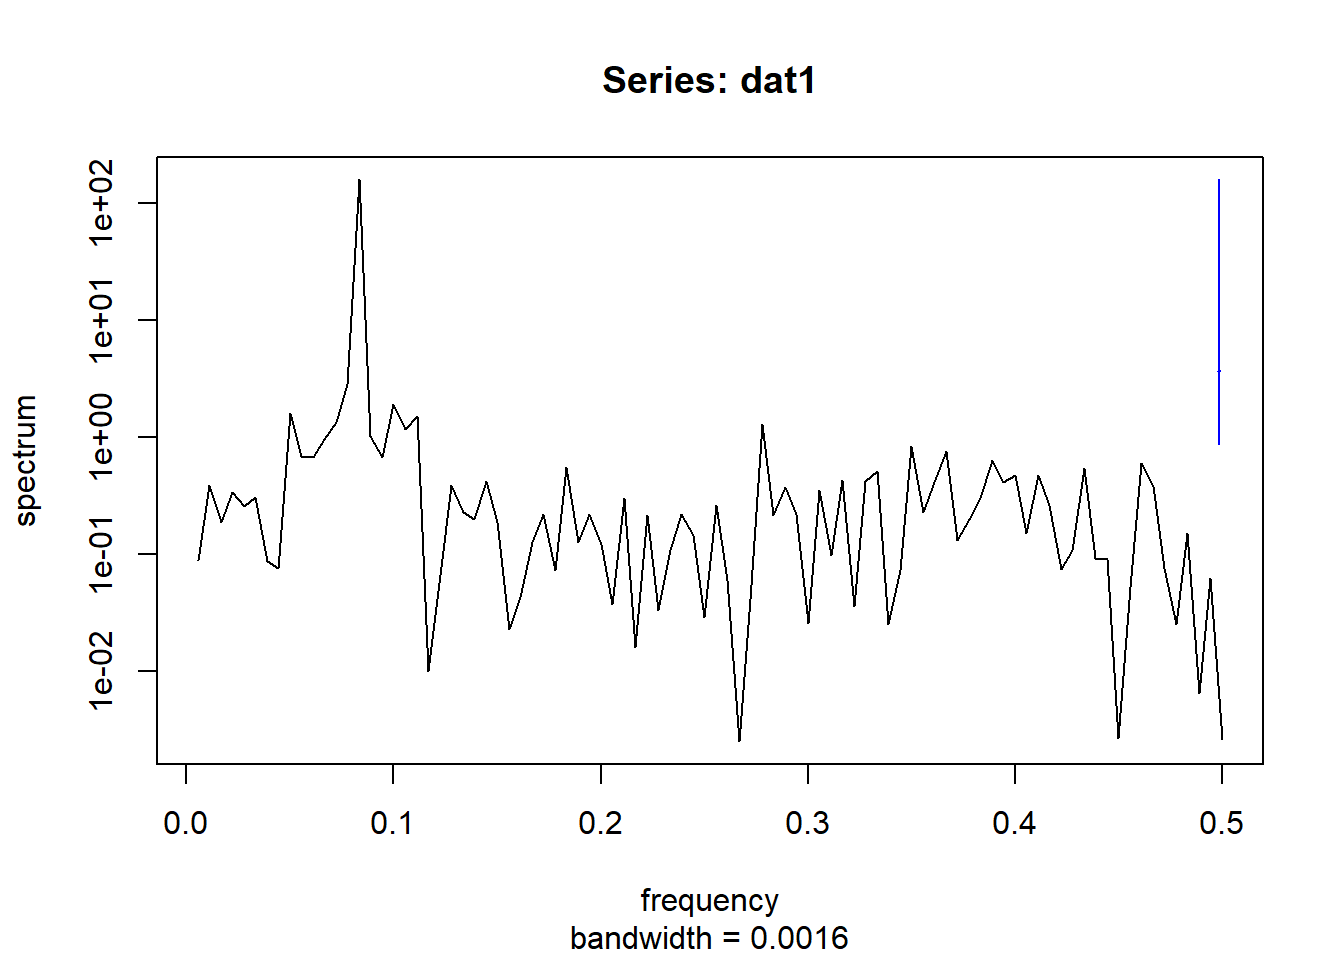 Series: dat1
spectrum
1e+02
1e+01
1e+00
1e-01
1e-02
0.0 0.1 0.2 0.3 0.4 0.5
frequency
bandwidth = 0.0016